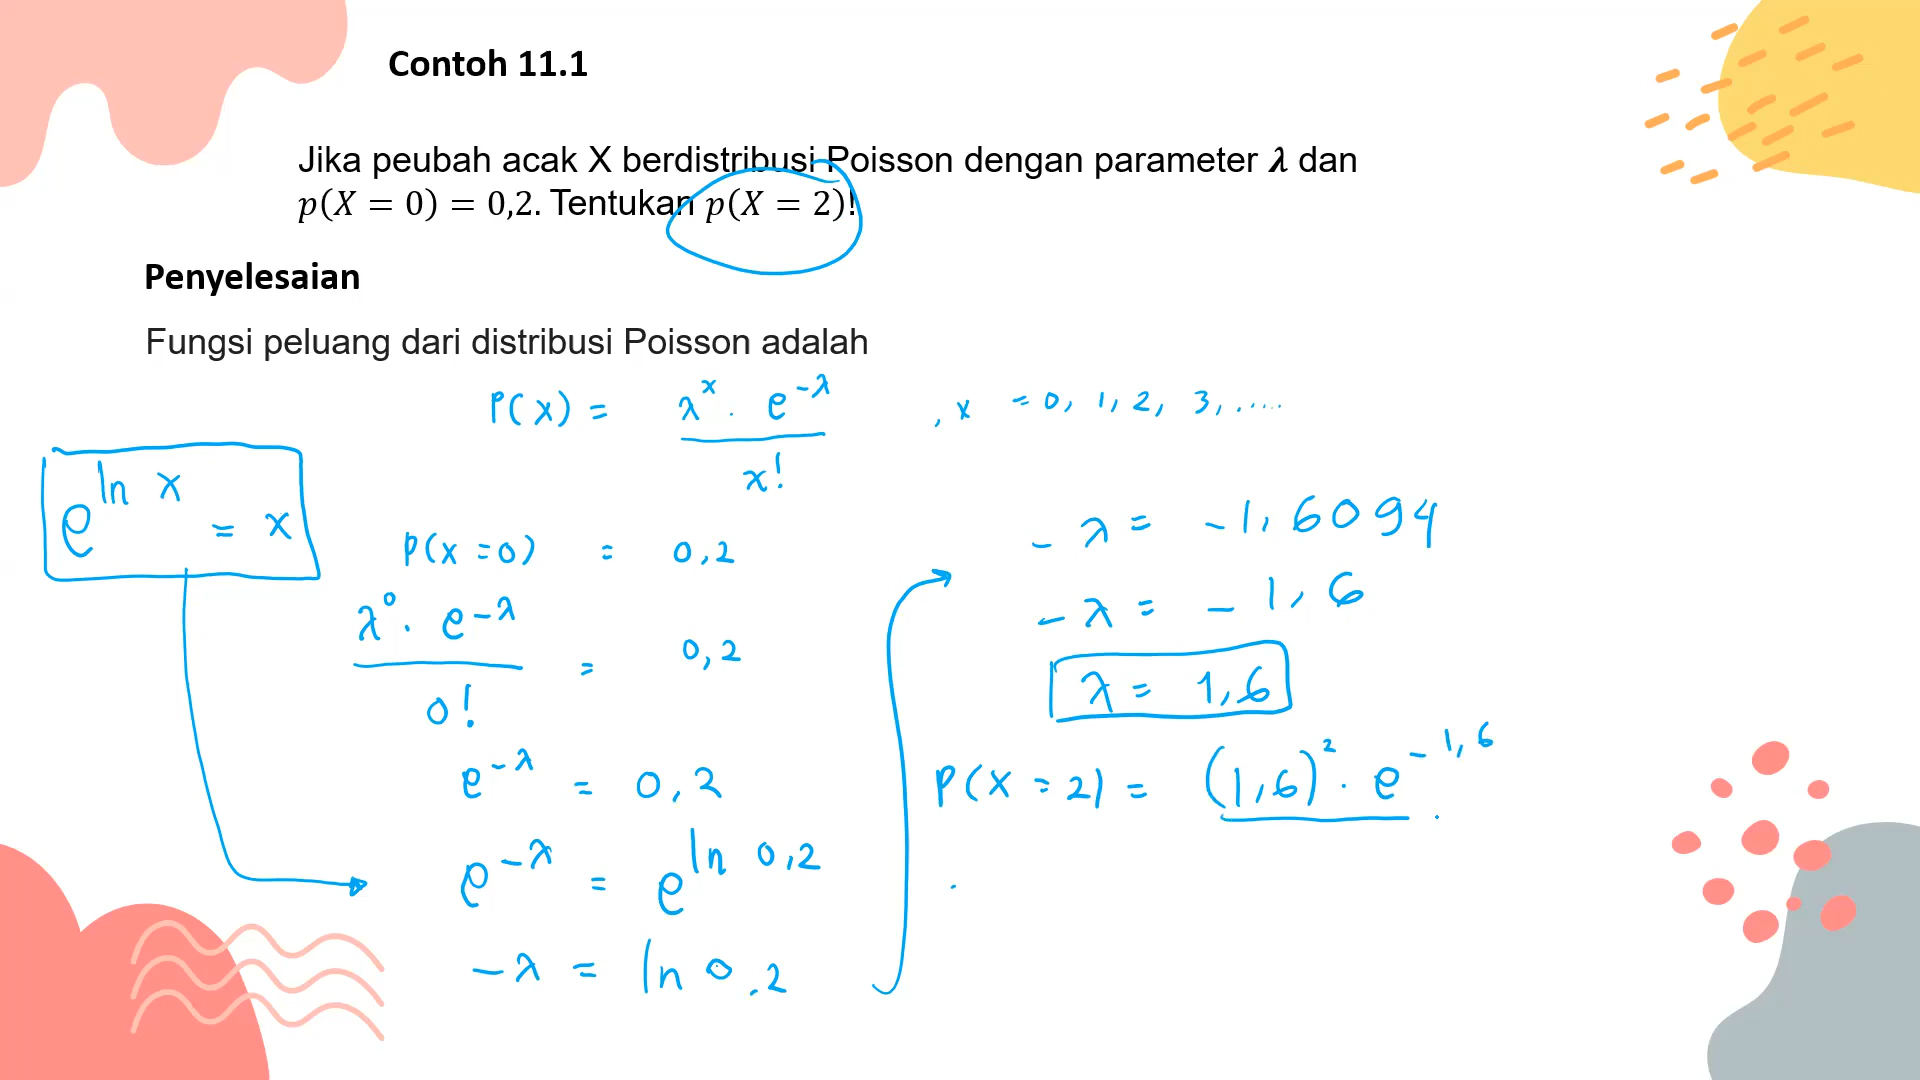 Contoh 11.1
Jika peubah acak X berdistribusi Poisson dengan parameter λ dan
p(X = 0) = 0,2. Tentukan p(X = 2)!
Penyelesaian
Fungsi peluang dari distribusi Poisson adalah
P(x) = λ^x . e^-λ / x! , x = 0, 1, 2, 3, .....
e^ln x = x
P(X = 0) = 0,2
λ^0 . e^-λ / 0! = 0,2
e^-λ = 0,2
e^-λ = e^ln 0,2
-λ = ln 0,2
-λ = -1,6094
-λ = -1,6
λ = 1,6
P(X = 2) = (1,6)^2 . e^-1,6